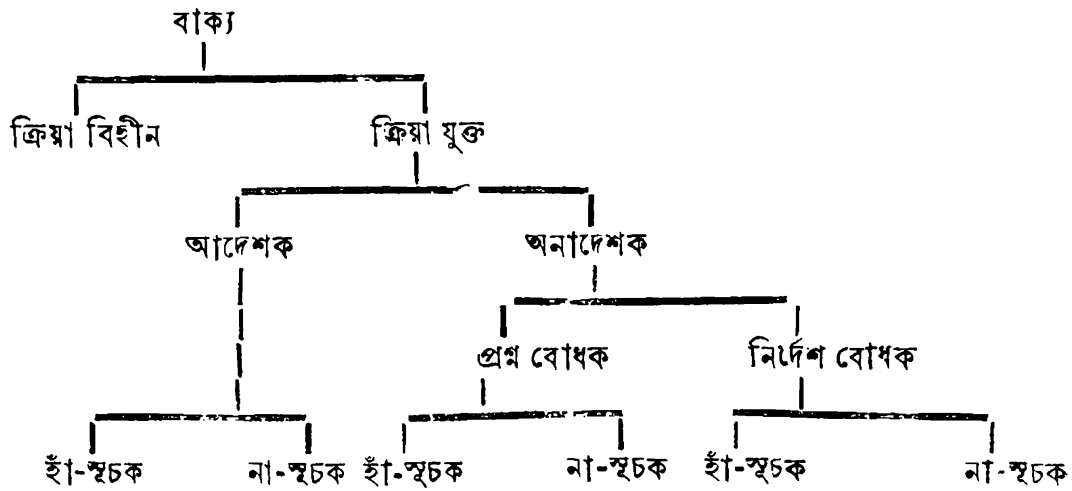 বাক্য
ক্রিয়া বিহীন ক্রিয়া যুক্ত
আদেশক অনাদেশক
প্রশ্ন বোধক নির্দেশ বোধক
হাঁ-সূচক না-সূচক হাঁ-সূচক না-সূচক হাঁ-সূচক না-সূচক